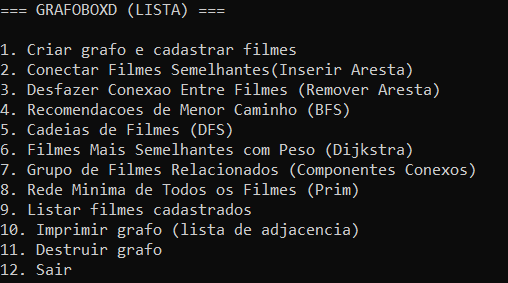 === GRAFOBOXD (LISTA) ===
1. Criar grafo e cadastrar filmes
2. Conectar Filmes Semelhantes(Inserir Aresta)
3. Desfazer Conexao Entre Filmes (Remover Aresta)
4. Recomendacoes de Menor Caminho (BFS)
5. Cadeias de Filmes (DFS)
6. Filmes Mais Semelhantes com Peso (Dijkstra)
7. Grupo de Filmes Relacionados (Componentes Conexos)
8. Rede Minima de Todos os Filmes (Prim)
9. Listar filmes cadastrados
10. Imprimir grafo (lista de adjacencia)
11. Destruir grafo
12. Sair